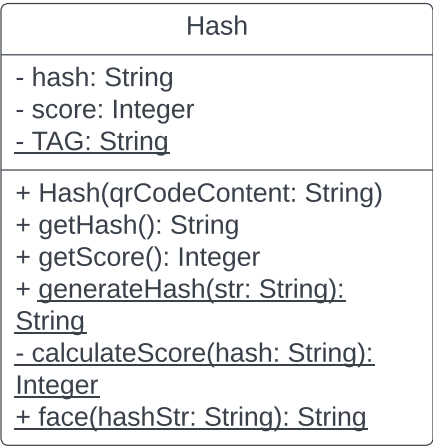 Hash
- hash: String
- score: Integer
- TAG: String
+ Hash(qrCodeContent: String)
+ getHash(): String
+ getScore(): Integer
+ generateHash(str: String):
String
- calculateScore(hash: String):
Integer
+ face(hashStr: String): String